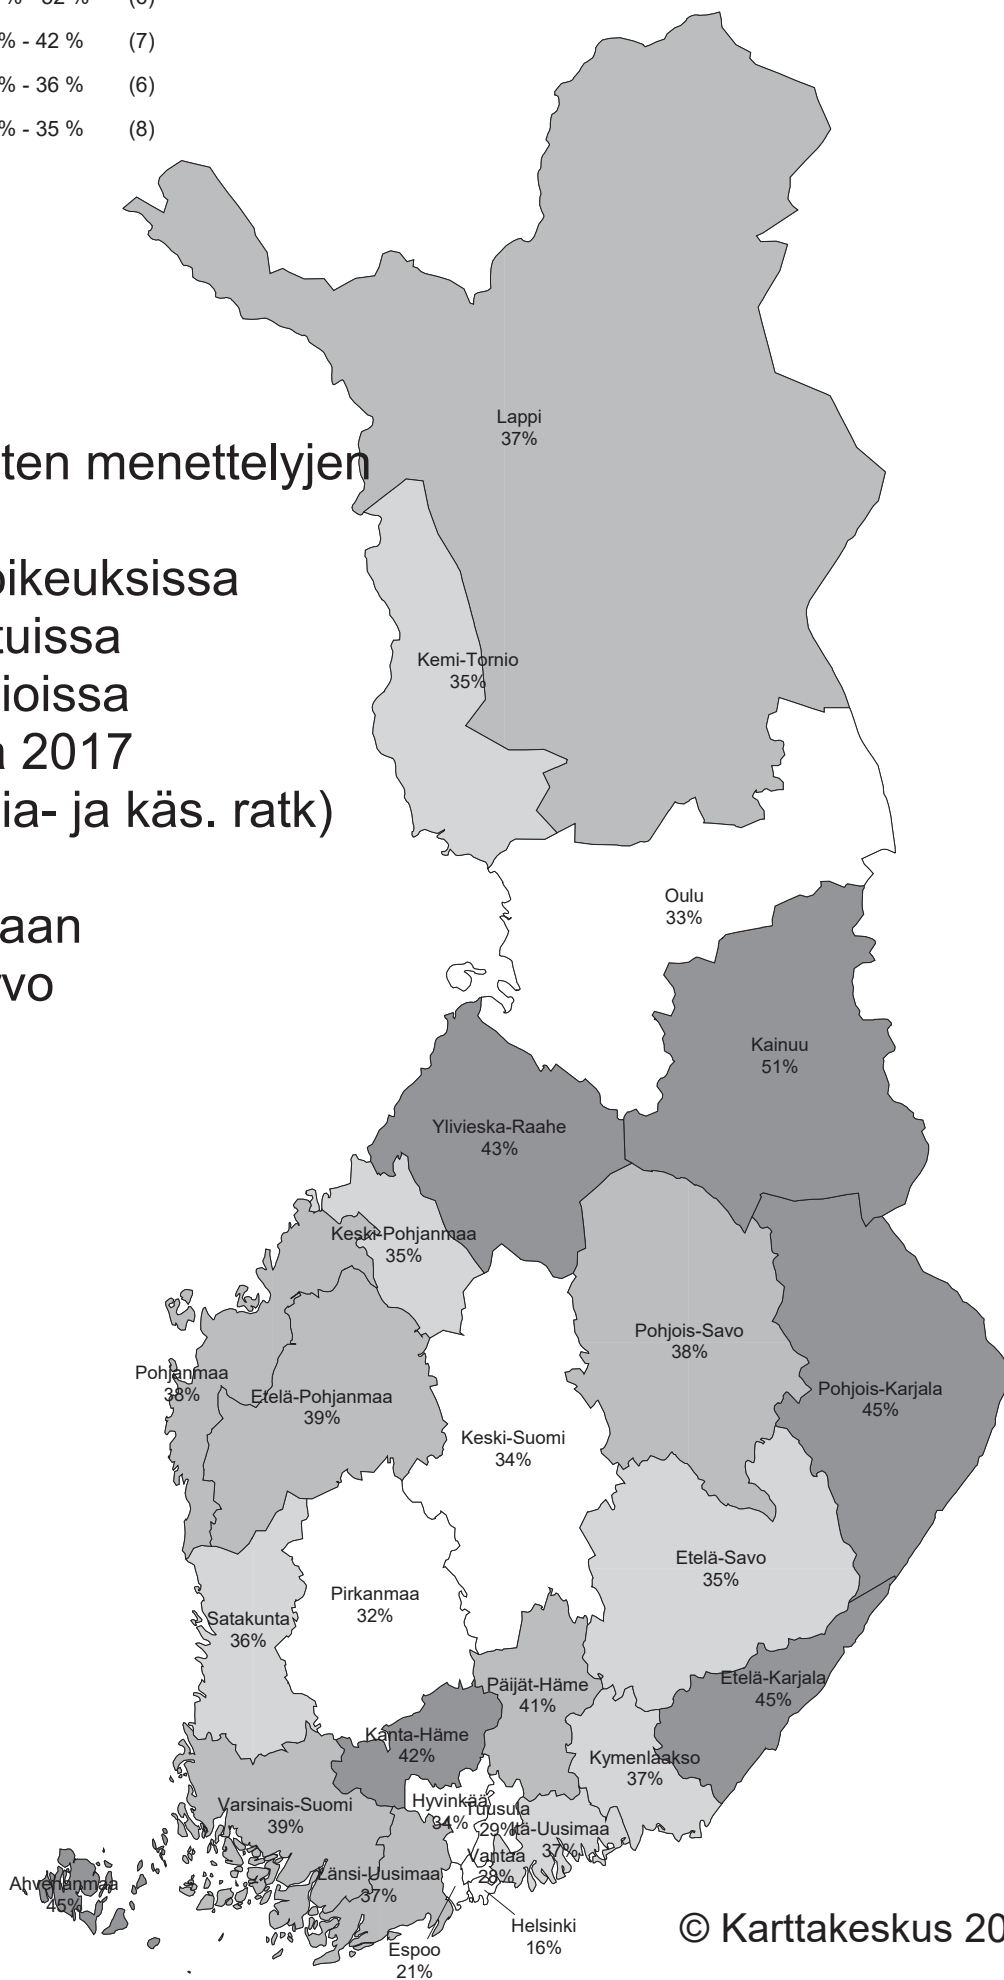 % - 42 % (7)
% - 36 % (6)
% - 35 % (8)
Lappi
37%
ten menettelyjen
oikeuksissa
tuissa
ioissa
2017
ia- ja käs. ratk)
aan
vo
Kemi-Tornio
35%
Oulu
33%
Kainuu
51%
Ylivieska-Raahe
43%
Keski-Pohjanmaa
35%
Pohjois-Savo
38%
Pohjanmaa
38%
Etelä-Pohjanmaa
39%
Pohjois-Karjala
45%
Keski-Suomi
34%
Etelä-Savo
35%
Pirkanmaa
32%
Satakunta
36%
Etelä-Karjala
45%
Päijät-Häme
41%
Kanta-Häme
42%
Kymenlaakso
37%
Hyvinkää
34%
Tuusula
29%
Itä-Uusimaa
37%
Varsinais-Suomi
39%
Vantaa
28%
Länsi-Uusimaa
37%
Ahvenanmaa
45%
Helsinki
16%
Espoo
21%
© Karttakeskus 20